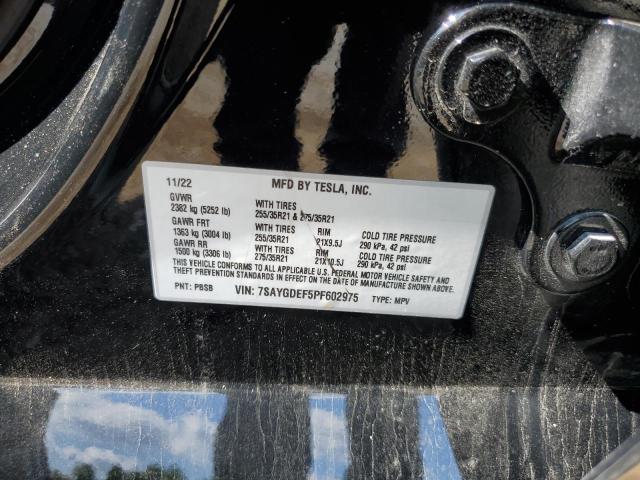 11/22 MFD BY TESLA, INC.
GVWR WITH TIRES
2382 kg (5252 lb) 255/35R21 & 275/35R21
GAWR FRT WITH TIRES RIM COLD TIRE PRESSURE
1363 kg (3004 lb) 255/35R21 21X9.5J 290 kPa, 42 psi
GAWR RR WITH TIRES RIM COLD TIRE PRESSURE
1500 kg (3306 lb) 275/35R21 21X10.5J 290 kPa, 42 psi
THIS VEHICLE CONFORMS TO ALL APPLICABLE U.S. FEDERAL MOTOR VEHICLE SAFETY AND
THEFT PREVENTION STANDARDS IN EFFECT ON THE DATE OF MANUFACTURE SHOWN ABOVE.
PNT: PBSB VIN: 7SAYGDEF5PF602975 TYPE: MPV